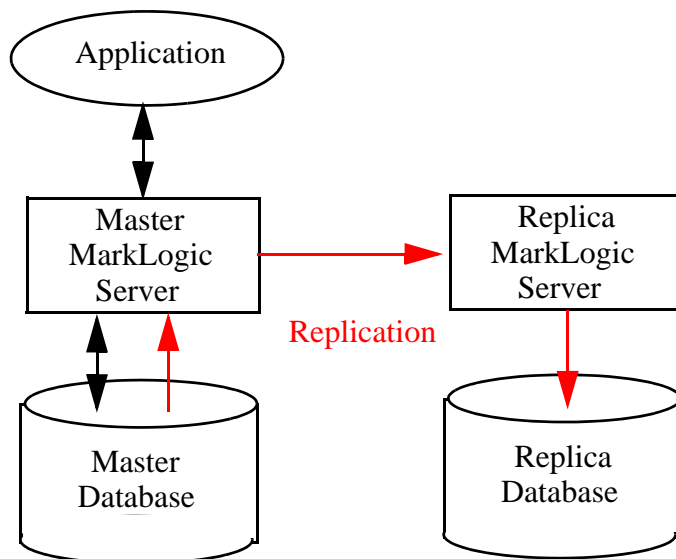 Application
Master
MarkLogic
Server
Replica
MarkLogic
Server
Replication
Master
Database
Replica
Database